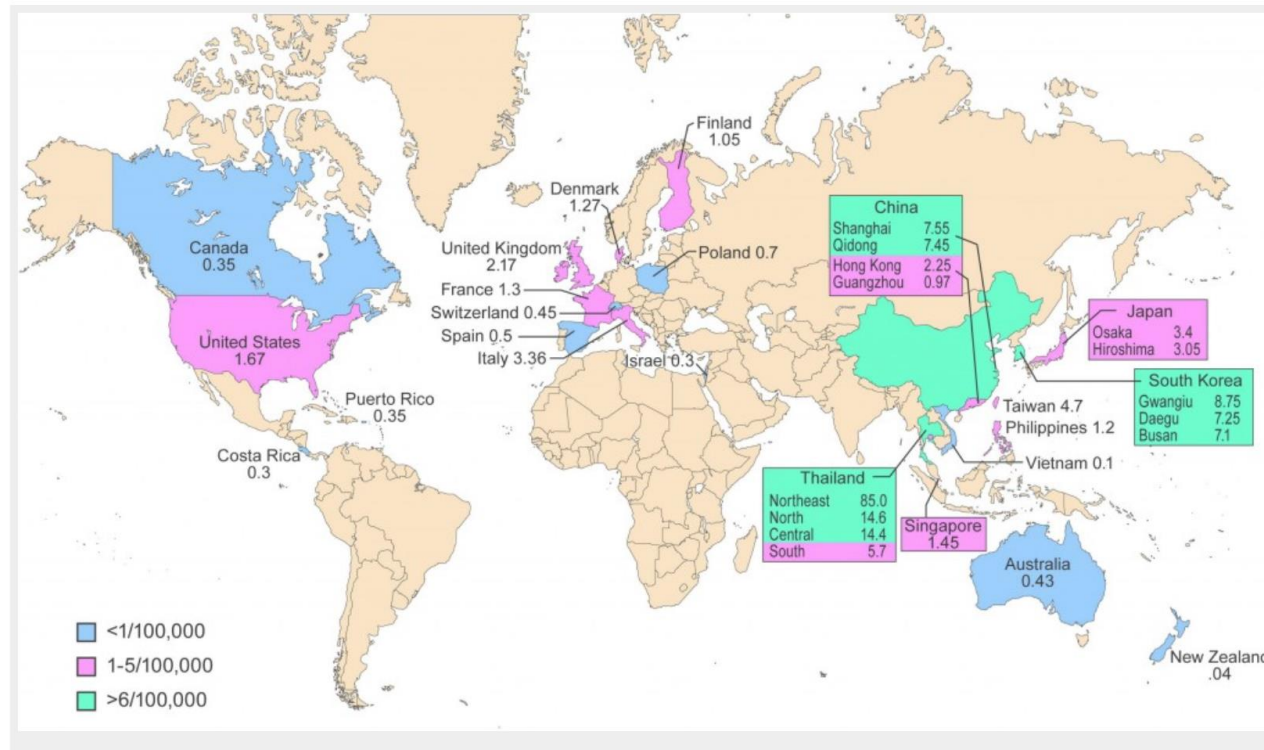 Finland
1.05
Denmark
1.27
United Kingdom
2.17
Poland 0.7
France 1.3
Switzerland 0.45
Spain 0.5
Italy 3.36
Israel 0.3
Canada
0.35
United States
1.67
Puerto Rico
0.35
Costa Rica
0.3
China
Shanghai 7.55
Qidong 7.45
Hong Kong 2.25
Guangzhou 0.97
Japan
Osaka 3.4
Hiroshima 3.05
South Korea
Gwangiu 8.75
Daegu 7.25
Busan 7.1
Taiwan 4.7
Philippines 1.2
Vietnam 0.1
Thailand
Northeast 85.0
North 14.6
Central 14.4
South 5.7
Singapore
1.45
Australia
0.43
New Zealand
.04
<1/100,000
1-5/100,000
>6/100,000